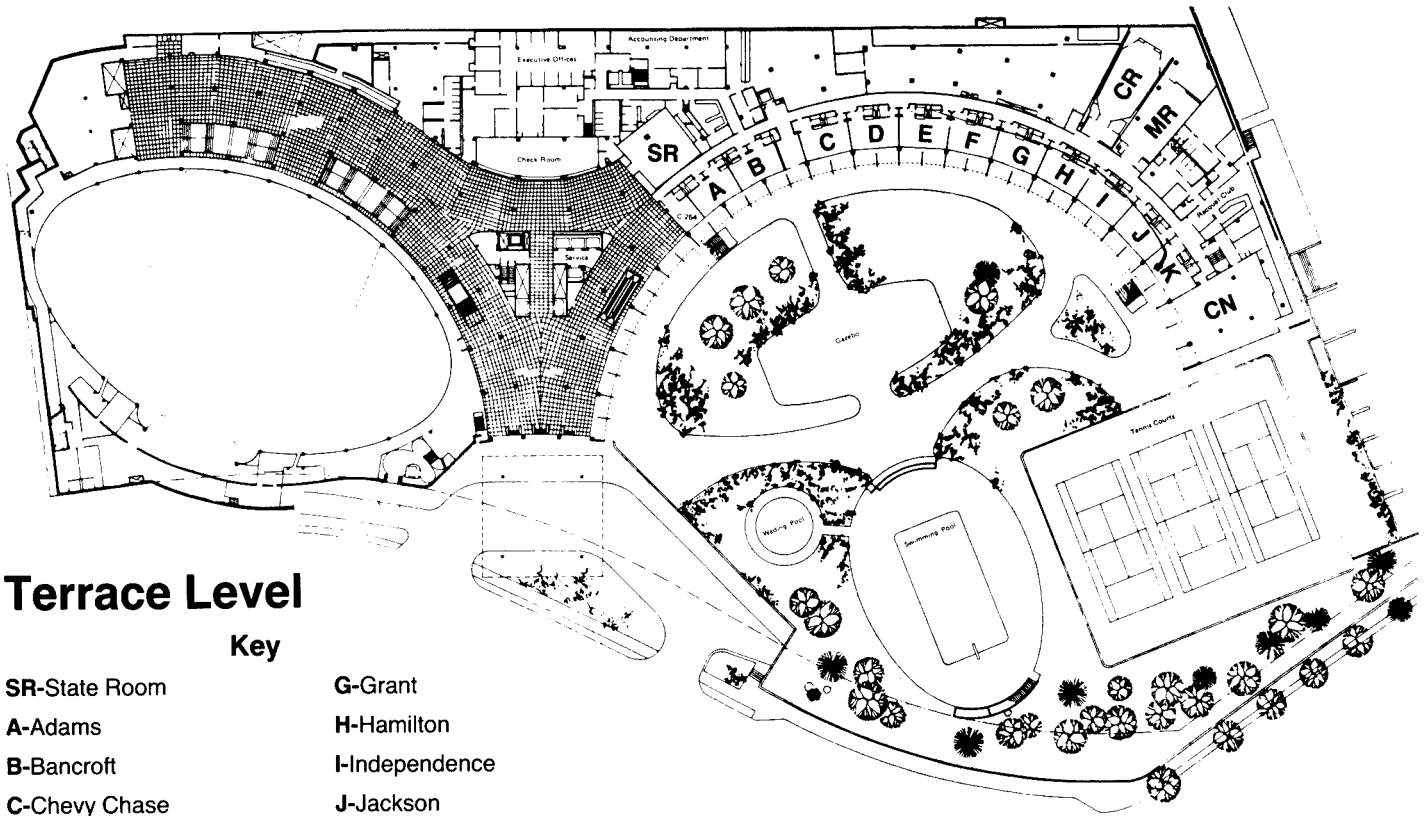 Accounting Department
Executive Offices
CR
MR
Check Room
SR
A
B
C
D
E
F
G
H
I
J
K
Racquet Club
C 264
Service
CN
Gazebo
Tennis Courts
Wading Pool
Swimming Pool
Terrace Level
Key
SR-State Room
A-Adams
B-Bancroft
C-Chevy Chase
G-Grant
H-Hamilton
I-Independence
J-Jackson